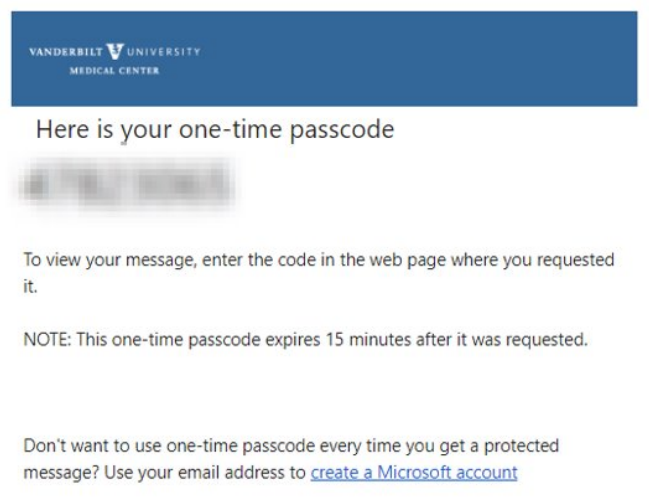 VANDERBILT UNIVERSITY
MEDICAL CENTER
Here is your one-time passcode
To view your message, enter the code in the web page where you requested
it.
NOTE: This one-time passcode expires 15 minutes after it was requested.
Don't want to use one-time passcode every time you get a protected
message? Use your email address to create a Microsoft account